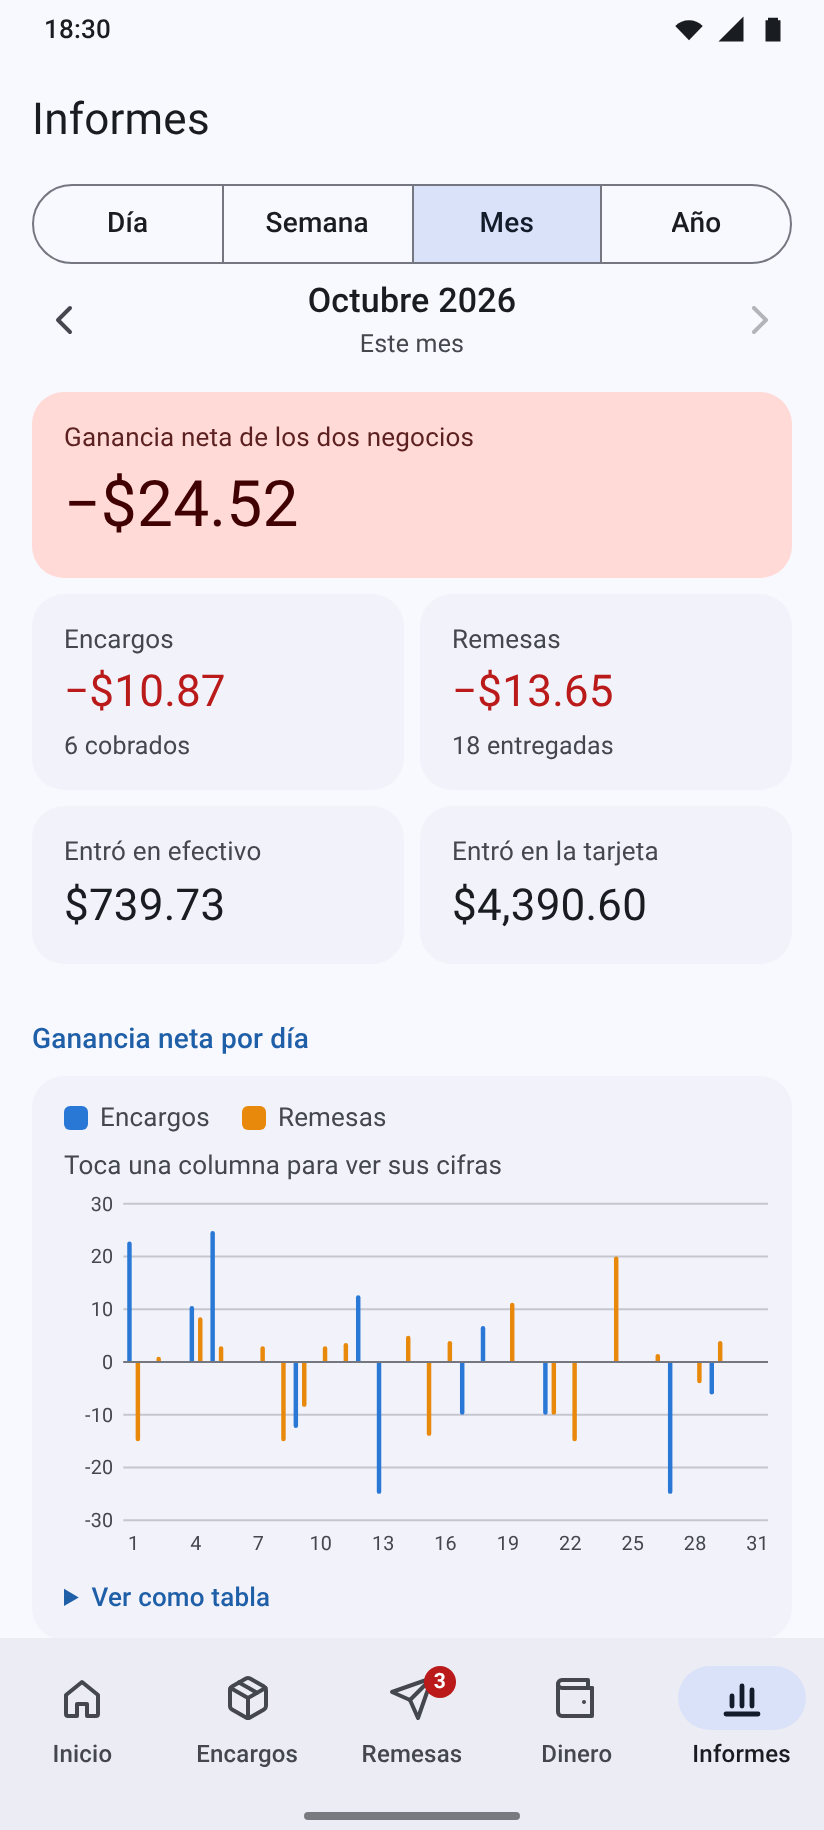 18:30
Informes
Día Semana Mes Año
Octubre 2026
Este mes
Ganancia neta de los dos negocios
−$24.52
Encargos
−$10.87
6 cobrados
Remesas
−$13.65
18 entregadas
Entró en efectivo
$739.73
Entró en la tarjeta
$4,390.60
Ganancia neta por día
Encargos Remesas
Toca una columna para ver sus cifras
30
20
10
0
-10
-20
-30
1 4 7 10 13 16 19 22 25 28 31
Ver como tabla
3
Inicio Encargos Remesas Dinero Informes